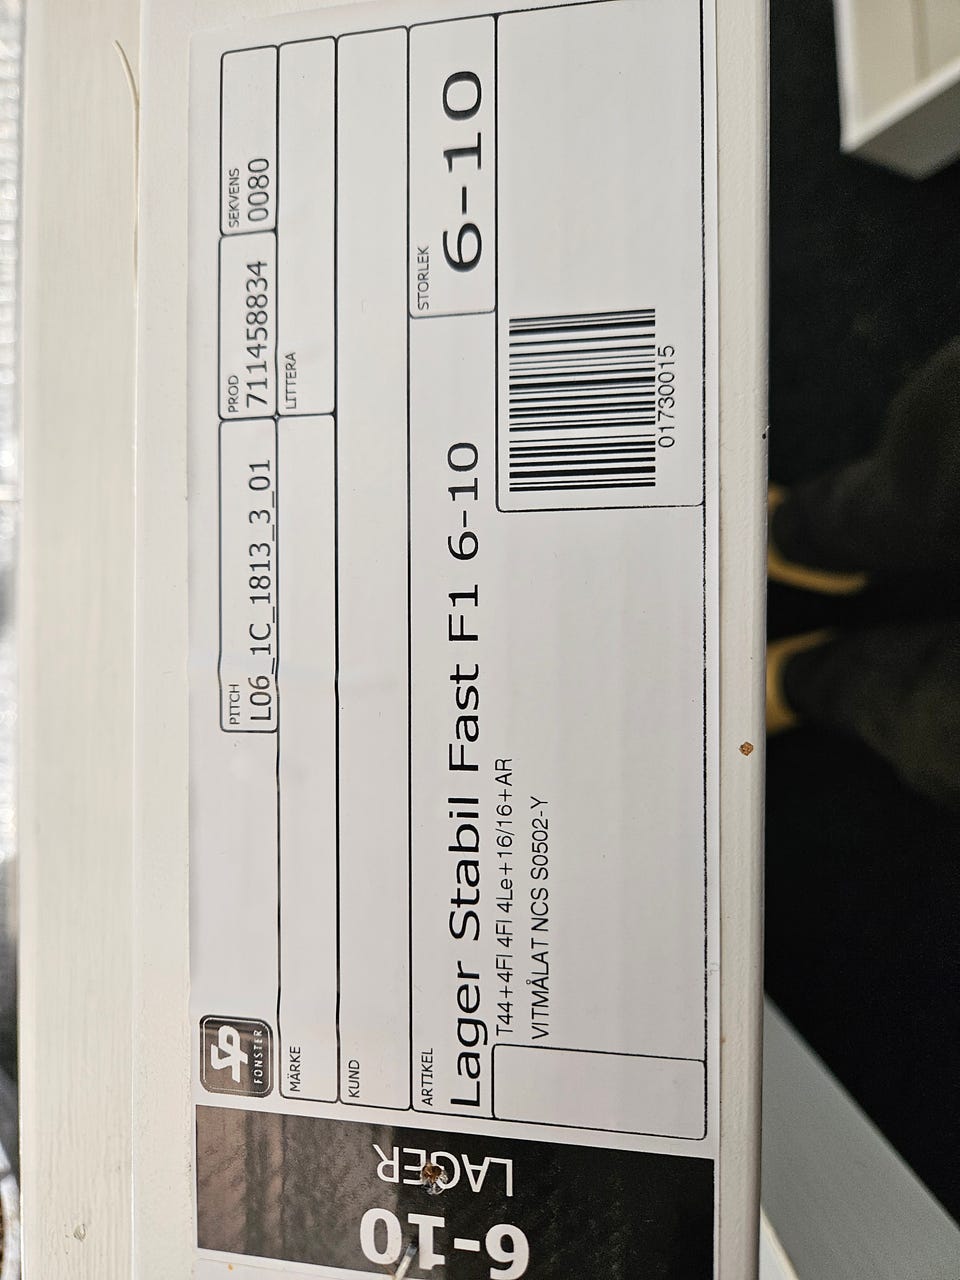 SP
FÖNSTER
PITCH
L06_1C_1813_3_01
PROD
711458834
SEKVENS
0080
MÄRKE
LITTERA
KUND
ARTIKEL
Lager Stabil Fast F1 6-10
STORLEK
6-10
T44+4Fl 4Fl 4Le+16/16+AR
VITMÅLAT NCS S0502-Y
01730015
6-10
LAGER